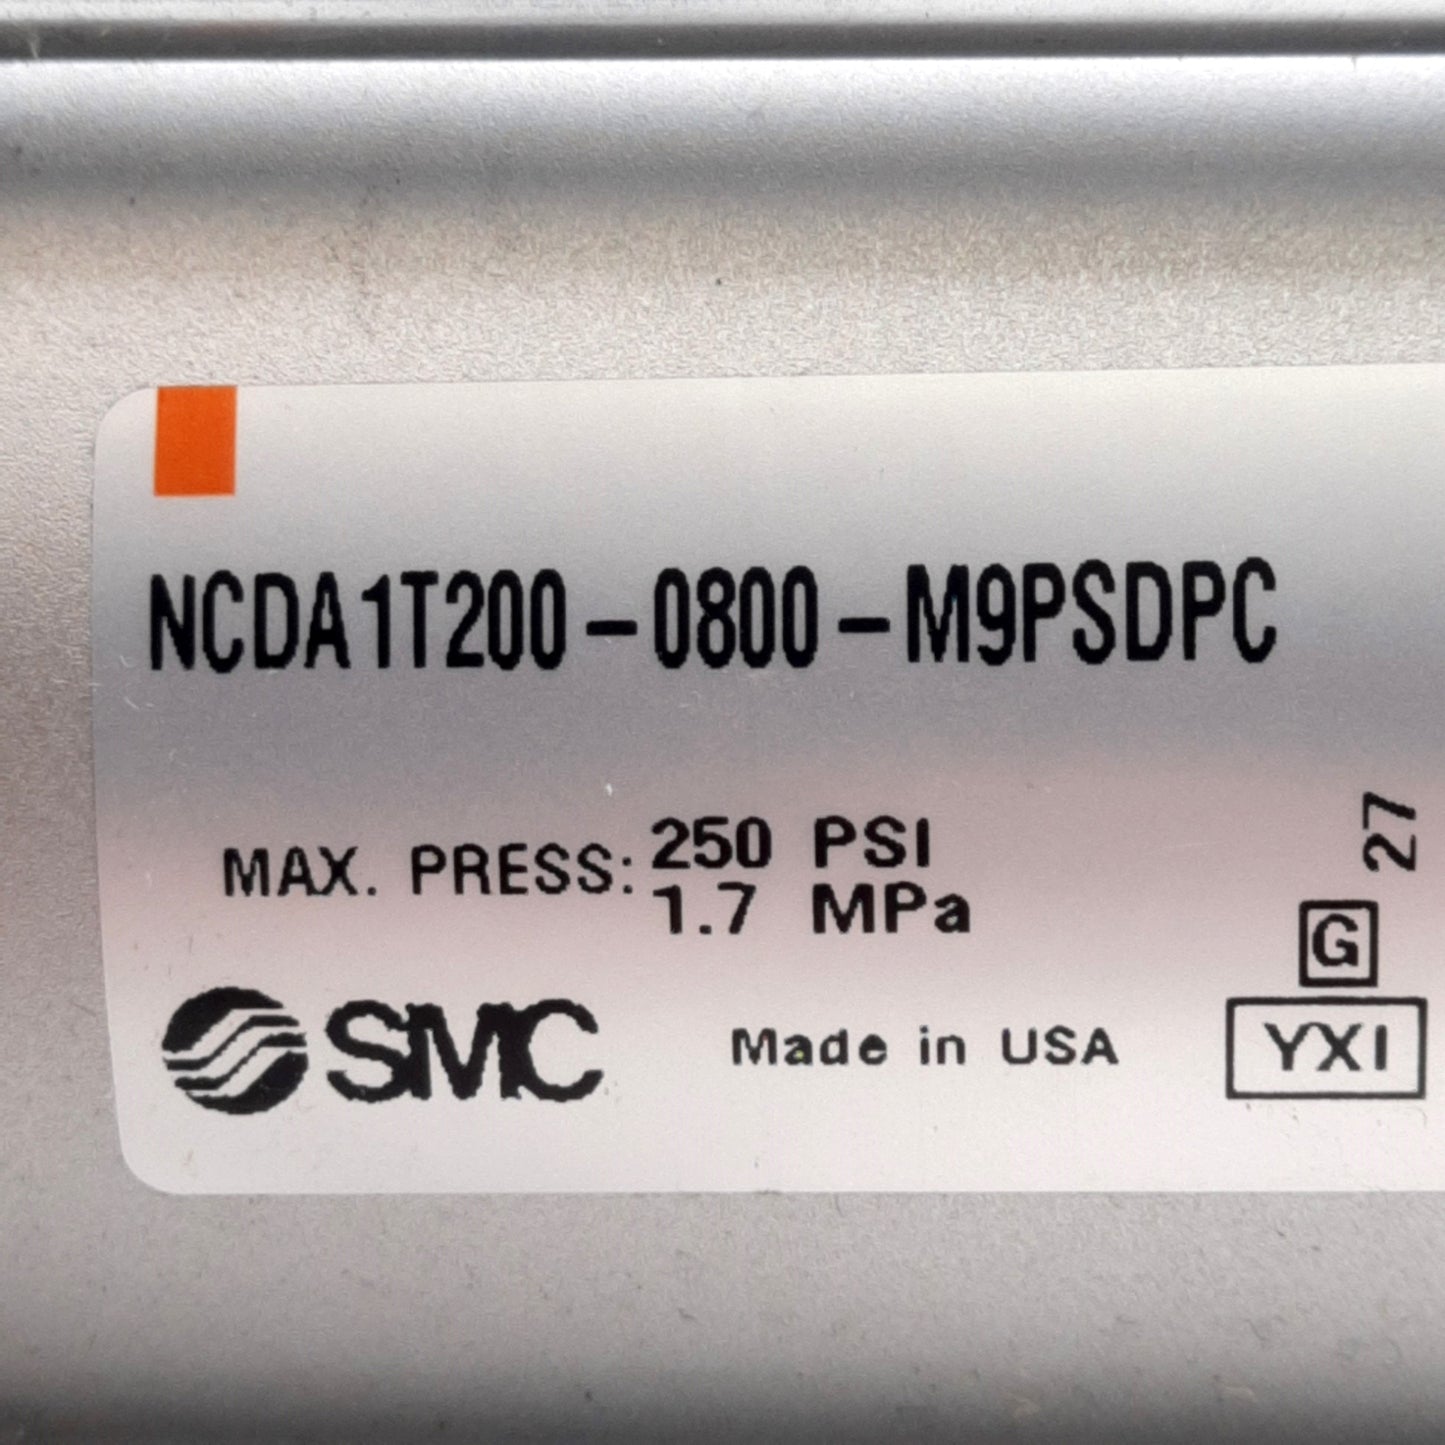 NCDA1T200-0800-M9PSDPC
MAX. PRESS: 250 PSI
1.7 MPa
27
G
SMC
Made in USA
YXI